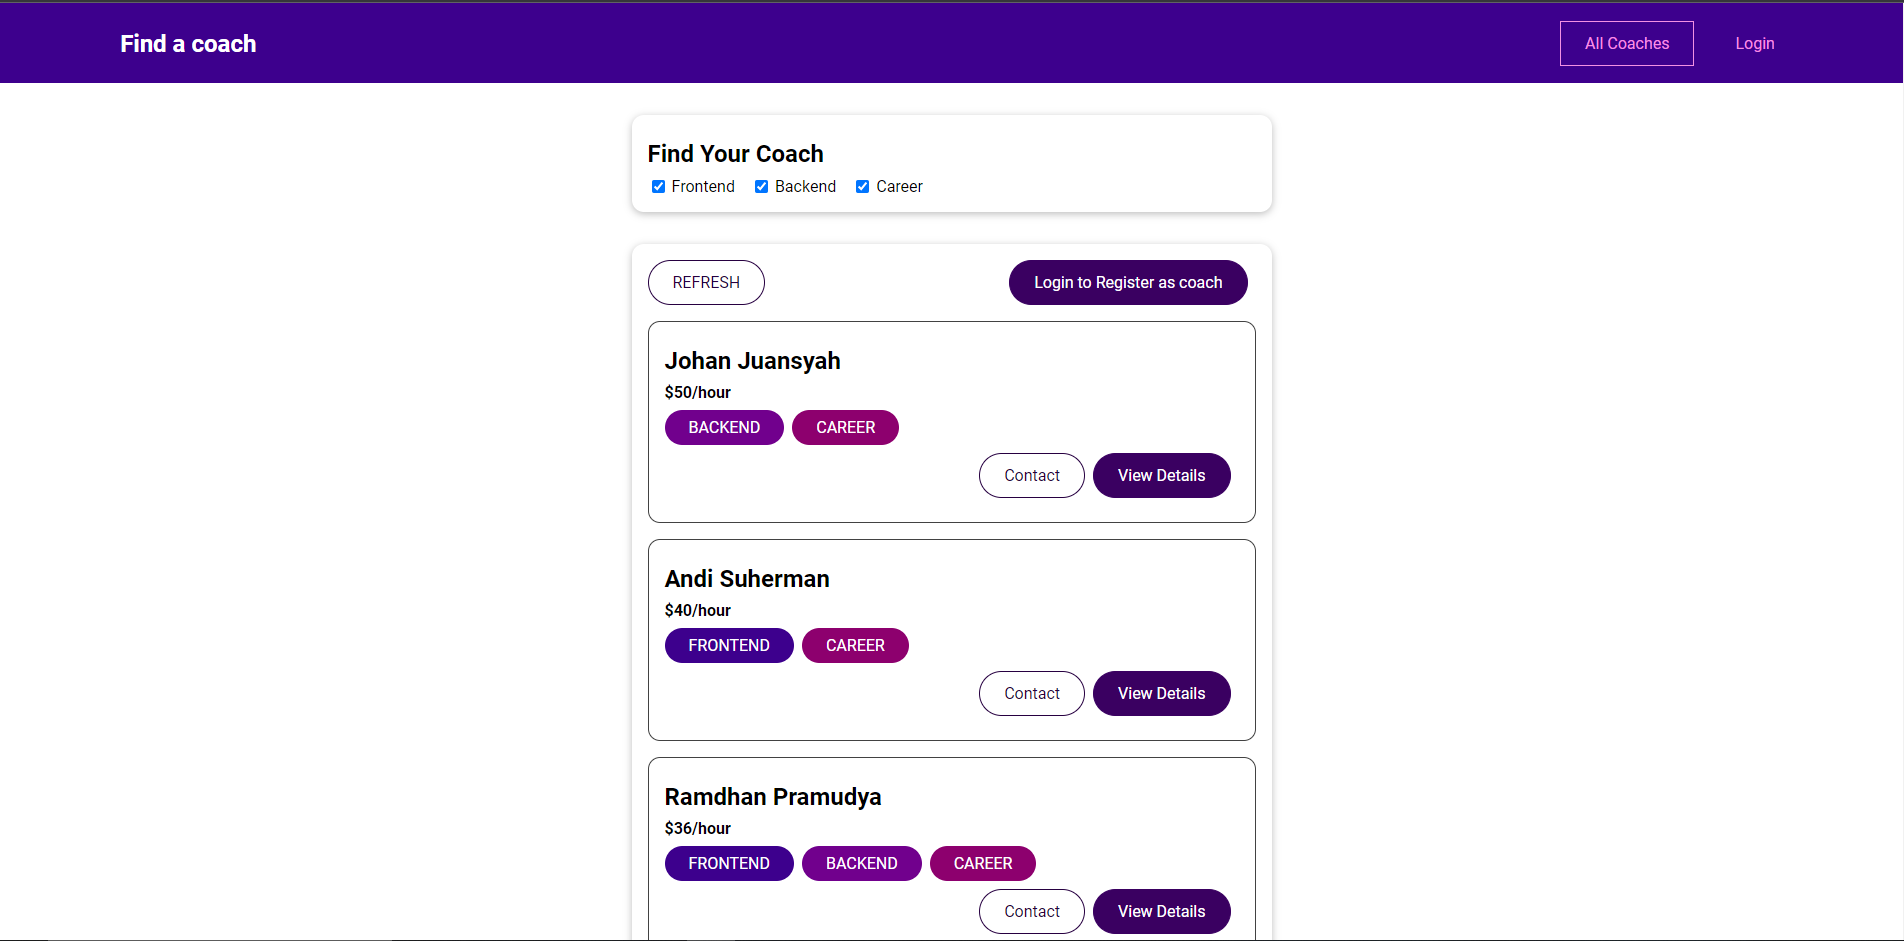 Find a coach All Coaches Login
Find Your Coach
Frontend Backend Career
REFRESH Login to Register as coach
Johan Juansyah
$50/hour
BACKEND CAREER
Contact View Details
Andi Suherman
$40/hour
FRONTEND CAREER
Contact View Details
Ramdhan Pramudya
$36/hour
FRONTEND BACKEND CAREER
Contact View Details